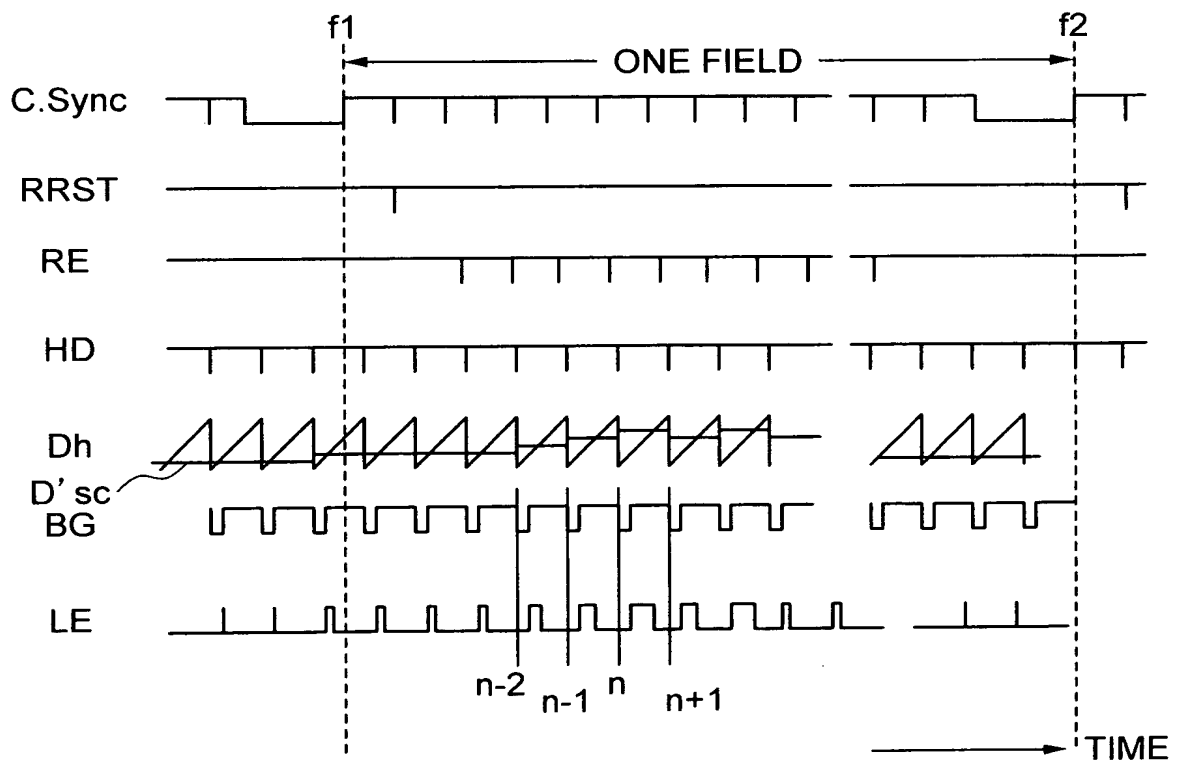 f1
f2
ONE FIELD
C.Sync
RRST
RE
HD
Dh
D' sc
BG
LE
n-2
n-1
n
n+1
TIME